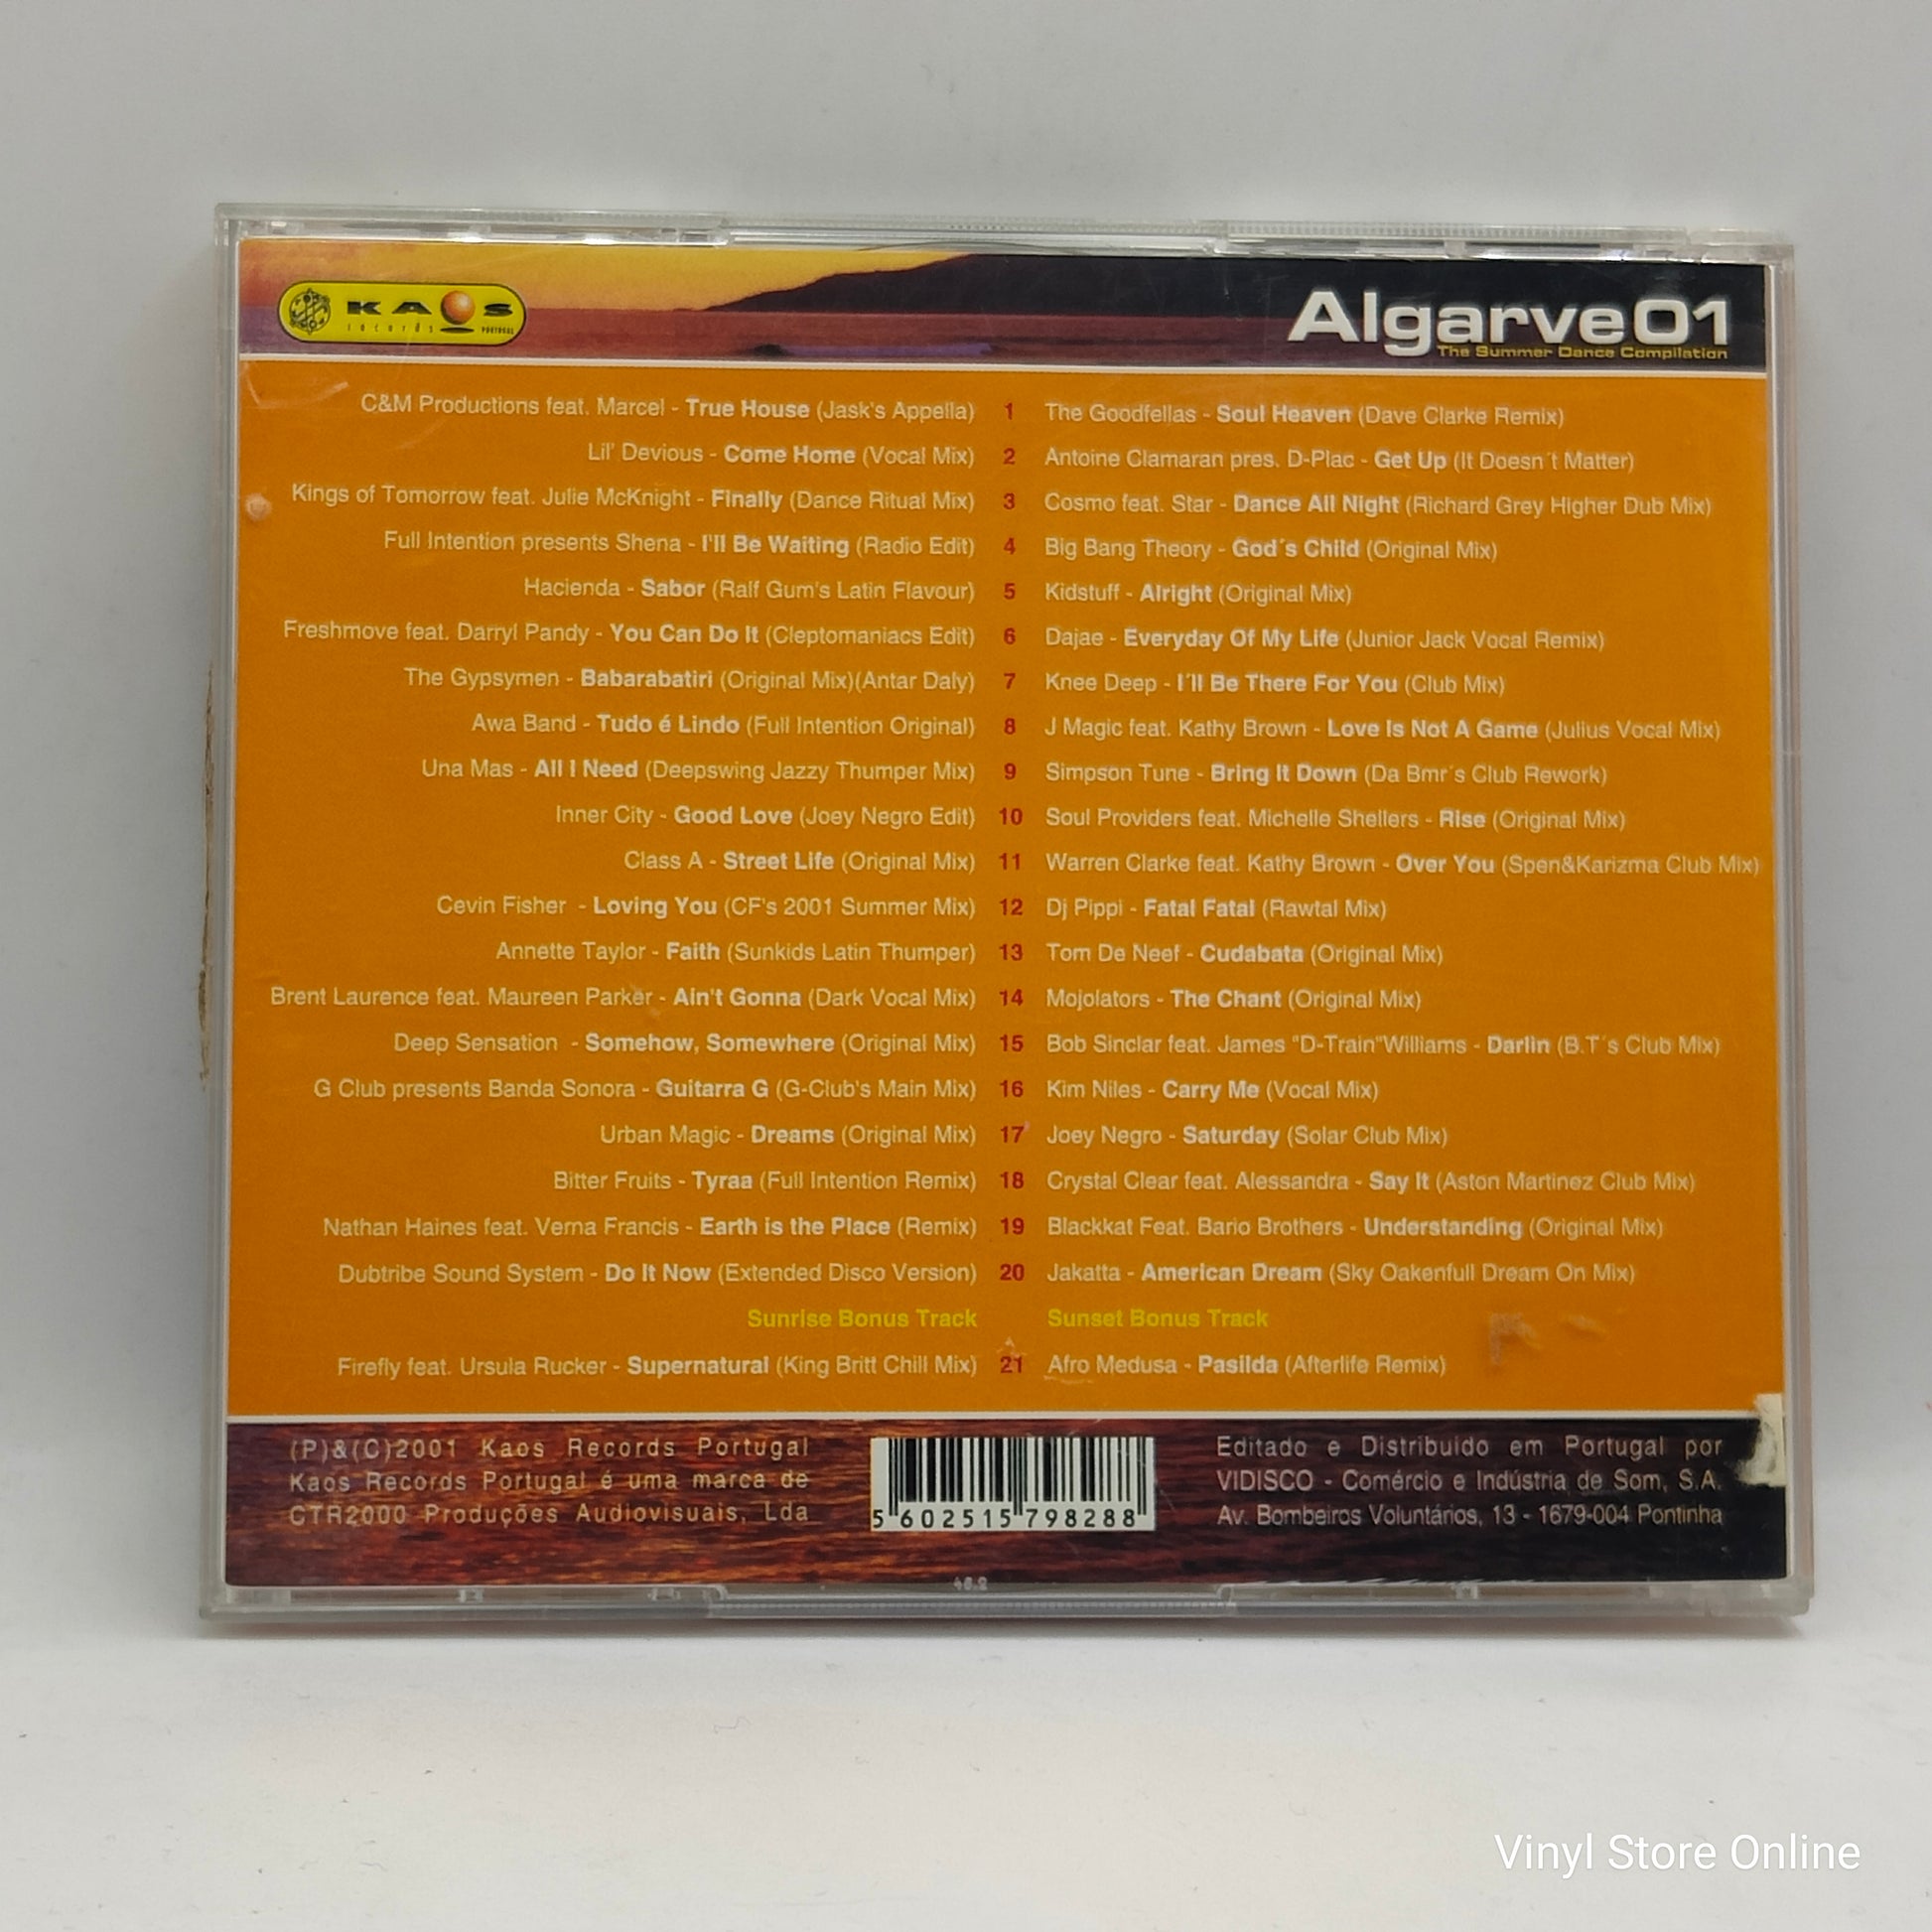 KAOS
records PORTUGAL
Algarve01
The Summer Dance Compilation
C&M Productions feat. Marcel - True House (Jask's Appella) 1 The Goodfellas - Soul Heaven (Dave Clarke Remix)
Lil' Devious - Come Home (Vocal Mix) 2 Antoine Clamaran pres. D-Plac - Get Up (It Doesn´t Matter)
Kings of Tomorrow feat. Julie McKnight - Finally (Dance Ritual Mix) 3 Cosmo feat. Star - Dance All Night (Richard Grey Higher Dub Mix)
Full Intention presents Shena - I'll Be Waiting (Radio Edit) 4 Big Bang Theory - God´s Child (Original Mix)
Hacienda - Sabor (Ralf Gum's Latin Flavour) 5 Kidstuff - Alright (Original Mix)
Freshmove feat. Darryl Pandy - You Can Do It (Cleptomaniacs Edit) 6 Dajae - Everyday Of My Life (Junior Jack Vocal Remix)
The Gypsymen - Babarabatiri (Original Mix)(Antar Daly) 7 Knee Deep - I´ll Be There For You (Club Mix)
Awa Band - Tudo é Lindo (Full Intention Original) 8 J Magic feat. Kathy Brown - Love Is Not A Game (Julius Vocal Mix)
Una Mas - All I Need (Deepswing Jazzy Thumper Mix) 9 Simpson Tune - Bring It Down (Da Bmr´s Club Rework)
Inner City - Good Love (Joey Negro Edit) 10 Soul Providers feat. Michelle Shellers - Rise (Original Mix)
Class A - Street Life (Original Mix) 11 Warren Clarke feat. Kathy Brown - Over You (Spen&Karizma Club Mix)
Cevin Fisher - Loving You (CF's 2001 Summer Mix) 12 Dj Pippi - Fatal Fatal (Rawtal Mix)
Annette Taylor - Faith (Sunkids Latin Thumper) 13 Tom De Neef - Cudabata (Original Mix)
Brent Laurence feat. Maureen Parker - Ain't Gonna (Dark Vocal Mix) 14 Mojolators - The Chant (Original Mix)
Deep Sensation - Somehow, Somewhere (Original Mix) 15 Bob Sinclar feat. James "D-Train"Williams - Darlin (B.T´s Club Mix)
G Club presents Banda Sonora - Guitarra G (G-Club's Main Mix) 16 Kim Niles - Carry Me (Vocal Mix)
Urban Magic - Dreams (Original Mix) 17 Joey Negro - Saturday (Solar Club Mix)
Bitter Fruits - Tyraa (Full Intention Remix) 18 Crystal Clear feat. Alessandra - Say It (Aston Martinez Club Mix)
Nathan Haines feat. Verna Francis - Earth is the Place (Remix) 19 Blackkat Feat. Bario Brothers - Understanding (Original Mix)
Dubtribe Sound System - Do It Now (Extended Disco Version) 20 Jakatta - American Dream (Sky Oakenfull Dream On Mix)
Sunrise Bonus Track Sunset Bonus Track
Firefly feat. Ursula Rucker - Supernatural (King Britt Chill Mix) 21 Afro Medusa - Pasilda (Afterlife Remix)
(P)&(C)2001 Kaos Records Portugal
Kaos Records Portugal é uma marca de
CTR2000 Produções Audiovisuais, Lda
5 602515 798288
Editado e Distribuido em Portugal por
VIDISCO - Comércio e Indústria de Som, S.A.
Av. Bombeiros Voluntários, 13 - 1679-004 Pontinha
Vinyl Store Online